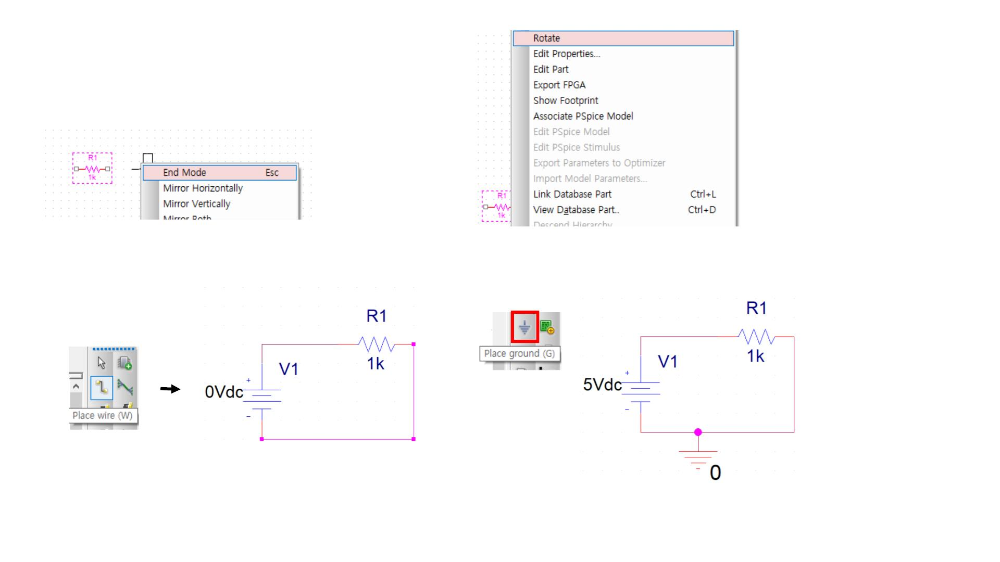 R1
1k
End Mode Esc
Mirror Horizontally
Mirror Vertically
Mirror Both
Rotate
Edit Properties...
Edit Part
Export FPGA
Show Footprint
Associate PSpice Model
Edit PSpice Model
Edit PSpice Stimulus
Export Parameters to Optimizer
Import Model Parameters...
Link Database Part Ctrl+L
View Database Part.. Ctrl+D
Descend Hierarchy
R1
1k
Place wire (W)
R1
1k
V1
+
0Vdc
-
Place ground (G)
R1
1k
V1
+
5Vdc
-
0